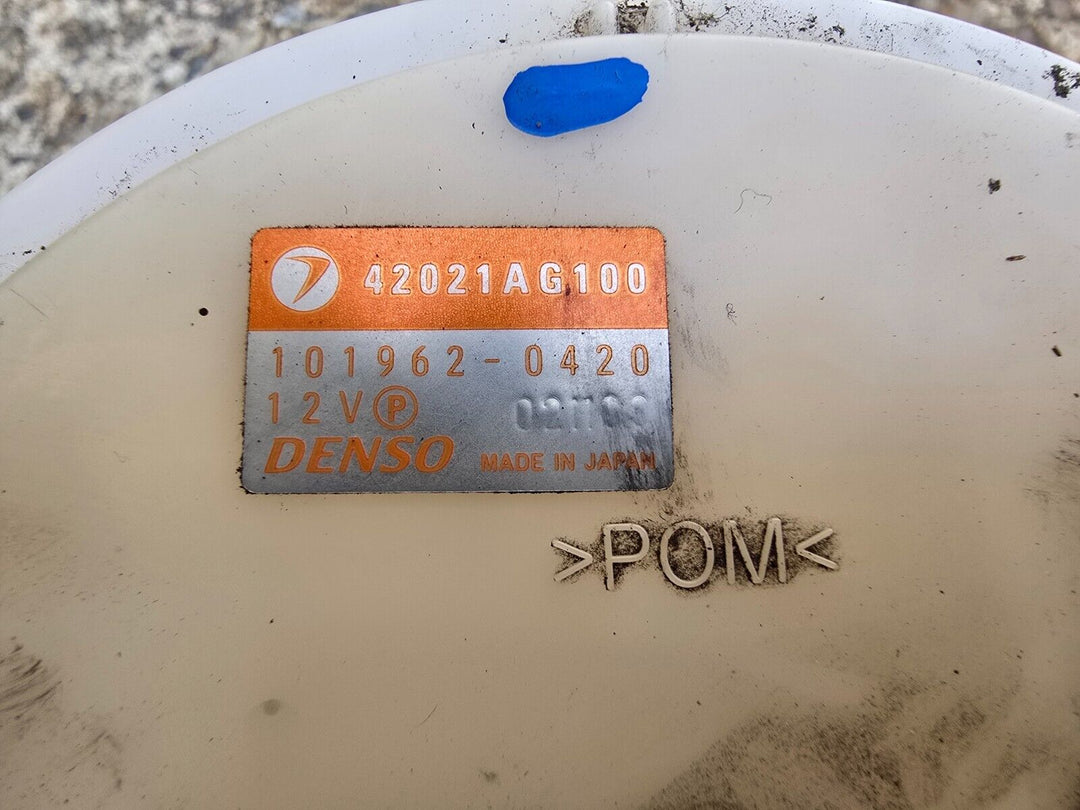 42021AG100
101962-0420
12V Ⓟ
DENSO MADE IN JAPAN
>POM<